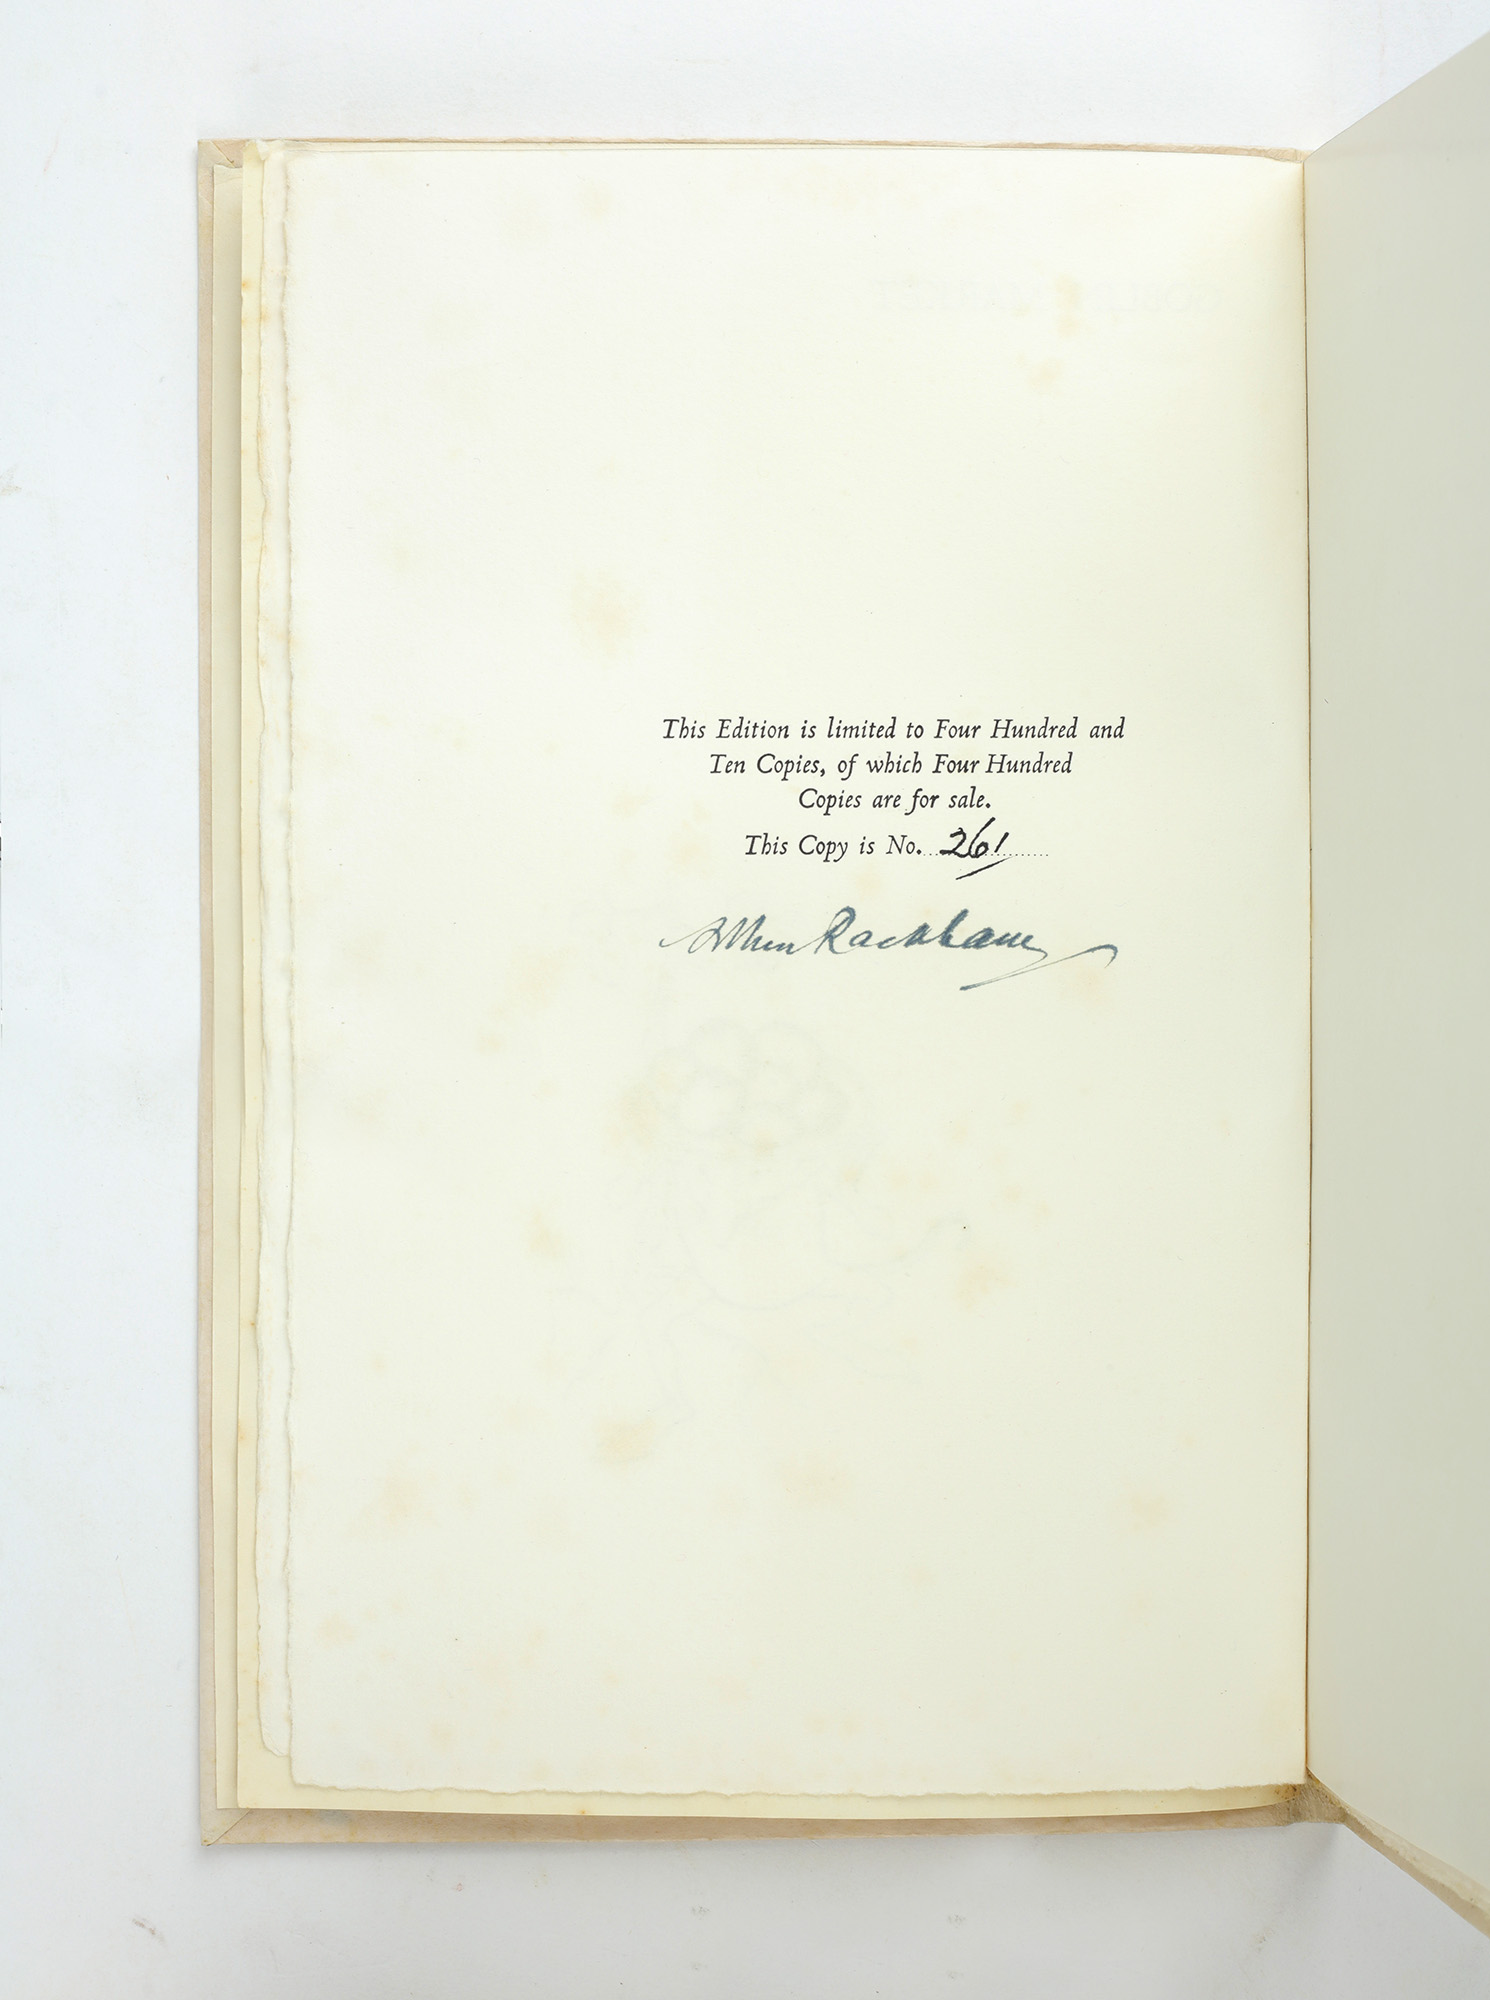 This Edition is limited to Four Hundred and
Ten Copies, of which Four Hundred
Copies are for sale.
This Copy is No. 261
Arthur Rackham